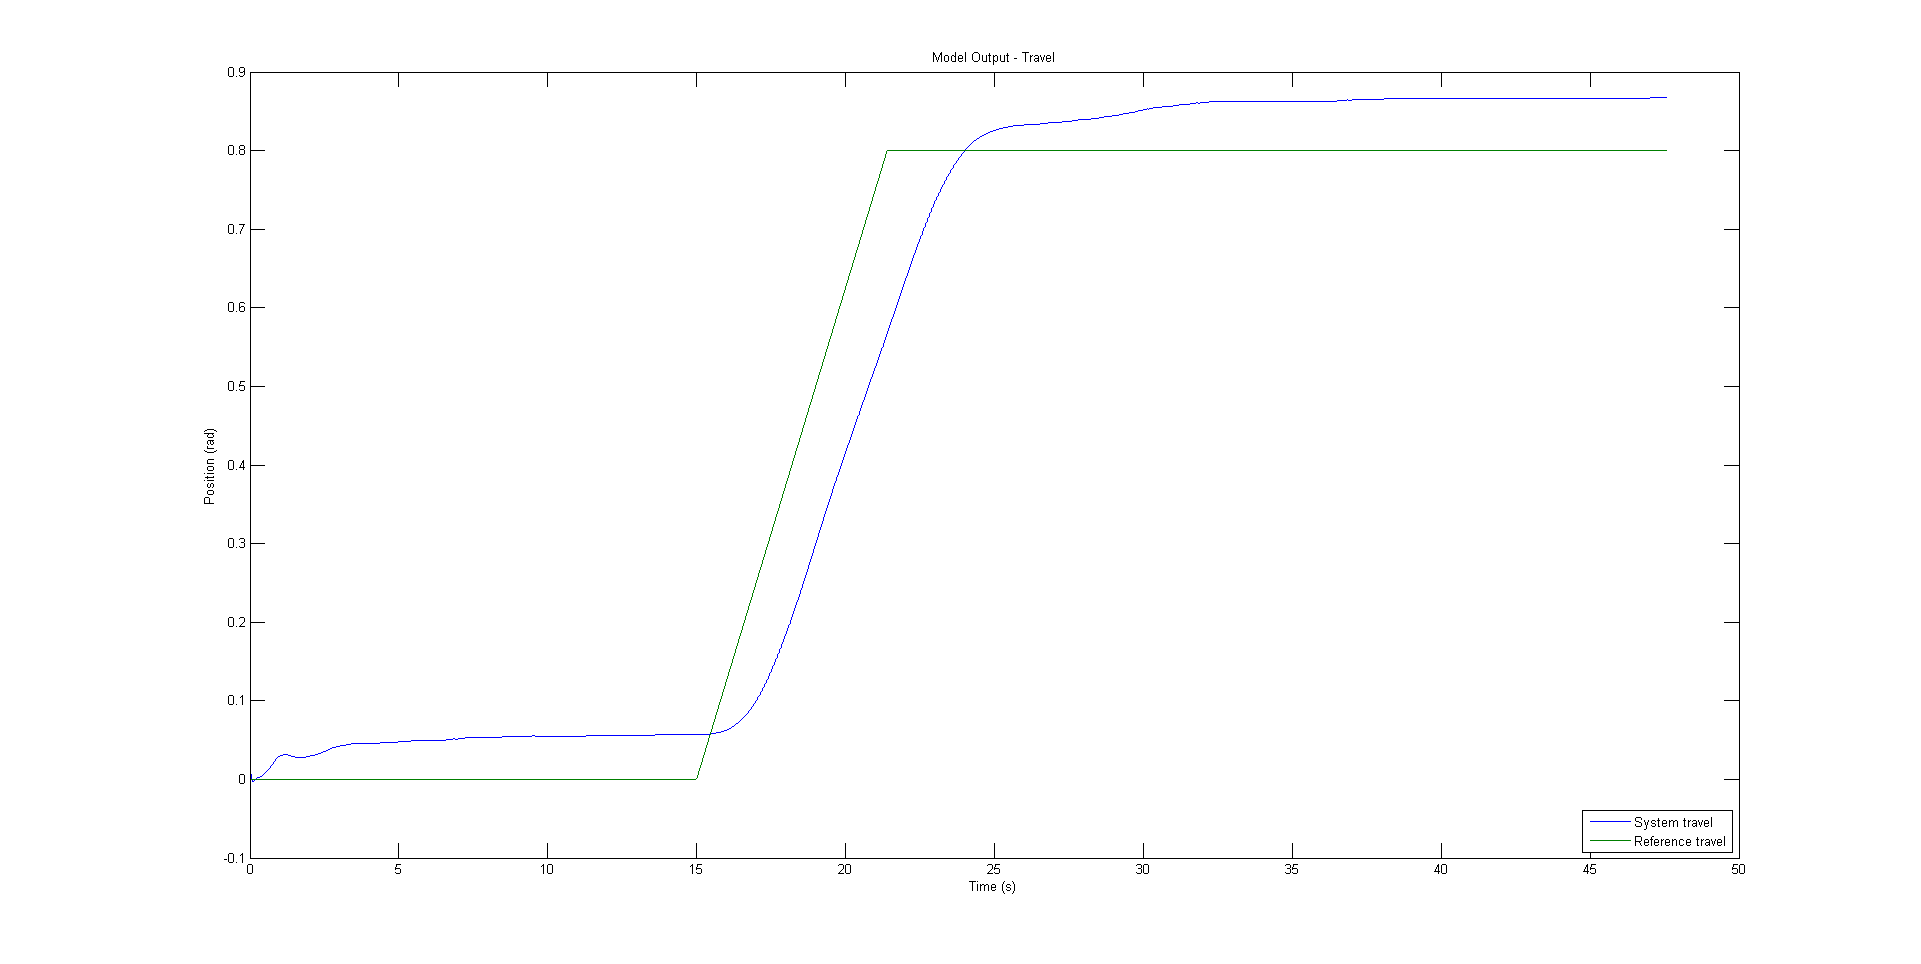 Model Output - Travel
0.9
0.8
0.7
0.6
0.5
0.4
0.3
0.2
0.1
0
-0.1
Position (rad)
0 5 10 15 20 25 30 35 40 45 50
Time (s)
System travel
Reference travel